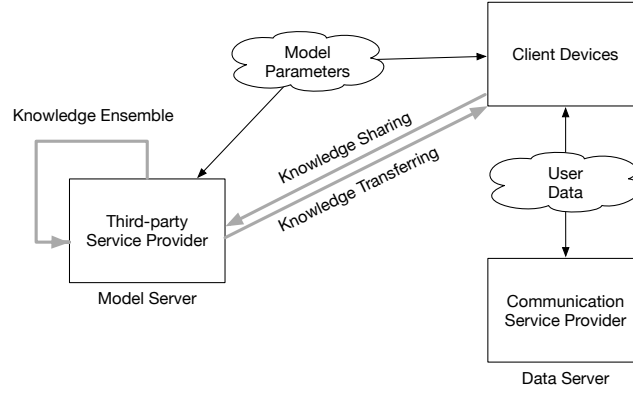 Model
Parameters
Client Devices
Knowledge Ensemble
Knowledge Sharing
Knowledge Transferring
User
Data
Third-party
Service Provider
Model Server
Communication
Service Provider
Data Server